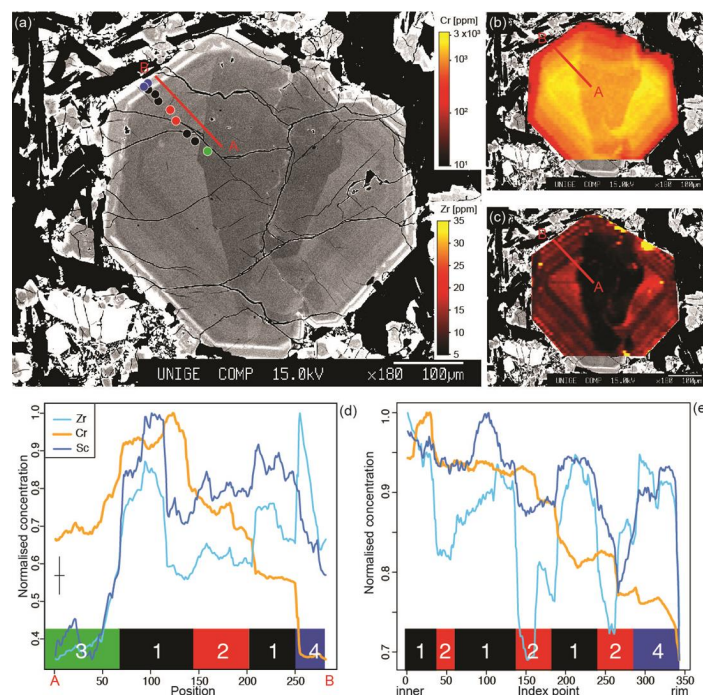 (a)
B
A
Cr [ppm]
3 x10³
10³
10²
10¹
Zr [ppm]
35
30
25
20
15
10
5
UNIGE COMP 15.0kV ×180 100µm
(b)
B
A
UNIGE COMP 15.0kV ×180 100µm
(c)
B
A
UNIGE COMP 15.0kV ×180 100µm
(d)
Zr
Cr
Sc
Normalised concentration
1.0
0.9
0.8
0.7
0.6
0.5
0.4
3 1 2 1 4
0 50 100 150 200 250
A Position B
(e)
Normalised concentration
1.0
0.9
0.8
0.7
1 2 1 2 1 2 4
0 50 100 150 200 250 300 350
inner Index point rim